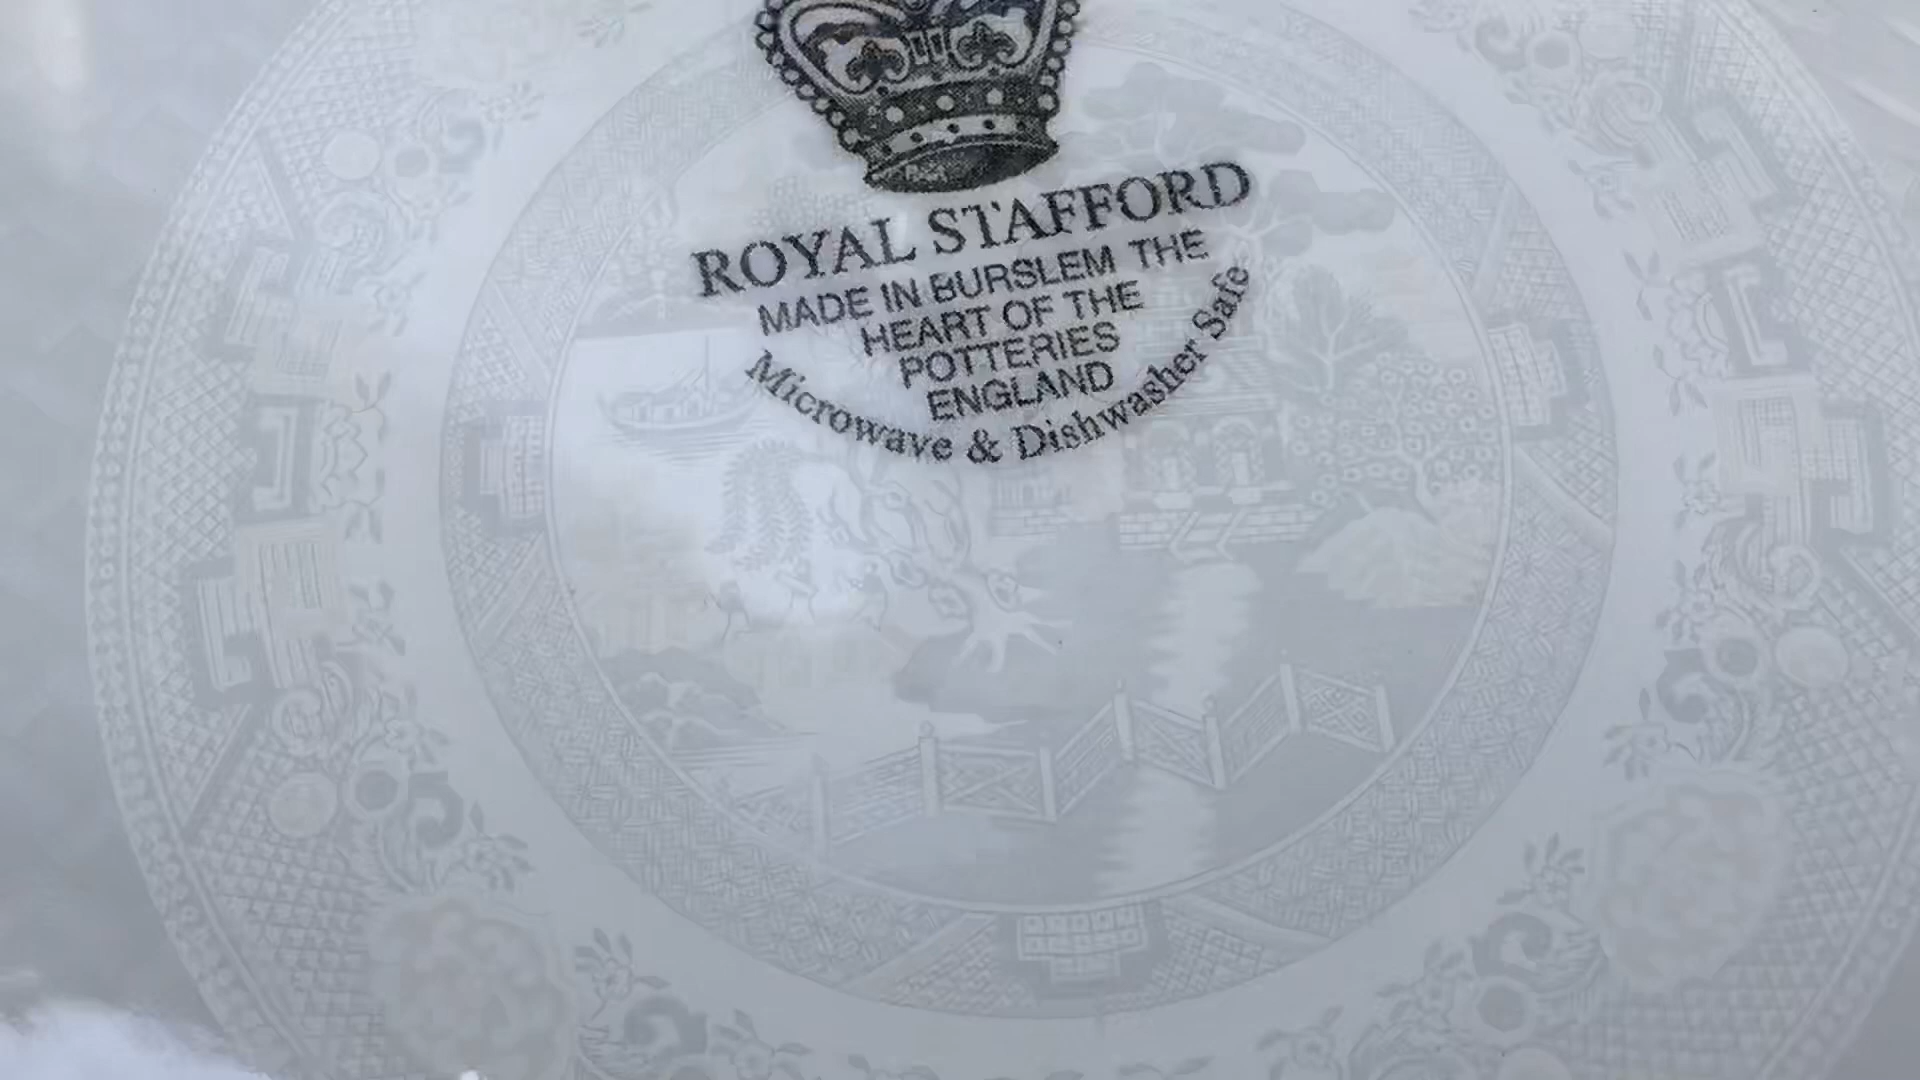 ROYAL STAFFORD
MADE IN BURSLEM THE
HEART OF THE
POTTERIES
ENGLAND
Microwave & Dishwasher Safe